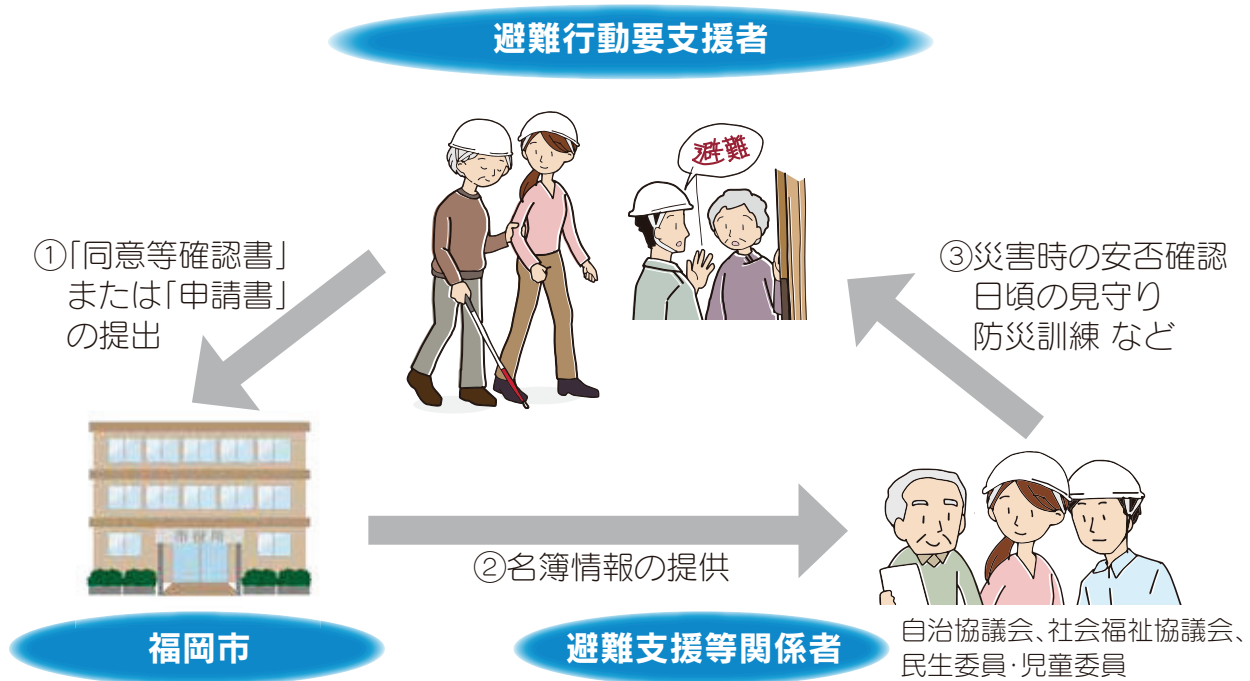 避難行動要支援者
避難
①「同意等確認書」
または「申請書」
の提出
③災害時の安否確認
日頃の見守り
防災訓練 など
市役所
②名簿情報の提供
福岡市
避難支援等関係者
自治協議会、社会福祉協議会、
民生委員・児童委員